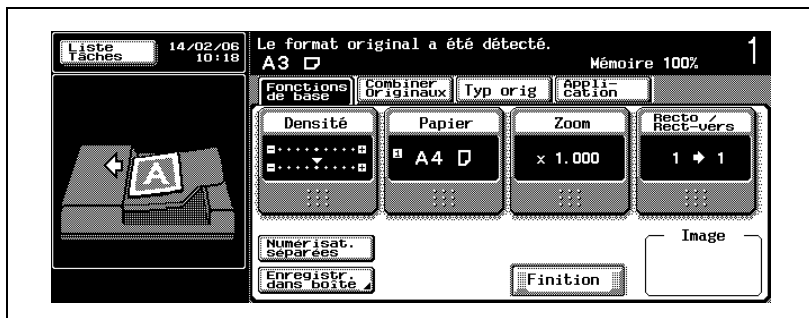 Liste
Tâches
14/02/06
10:18
Le format original a été détecté.
A3
Mémoire 100%
1
Fonctions
de base
Combiner
Originaux
Typ orig
Appli-
cation
Densité
Papier
Zoom
Recto /
Rect-vers
1 A4
x 1.000
1 ➜ 1
A
Numérisat.
séparées
Enregistr.
dans boîte
Finition
Image